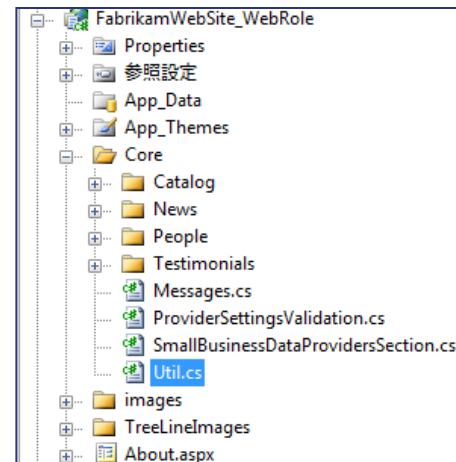 FabrikamWebSite_WebRole
Properties
参照設定
App_Data
App_Themes
Core
Catalog
News
People
Testimonials
Messages.cs
ProviderSettingsValidation.cs
SmallBusinessDataProvidersSection.cs
Util.cs
images
TreeLineImages
About.aspx